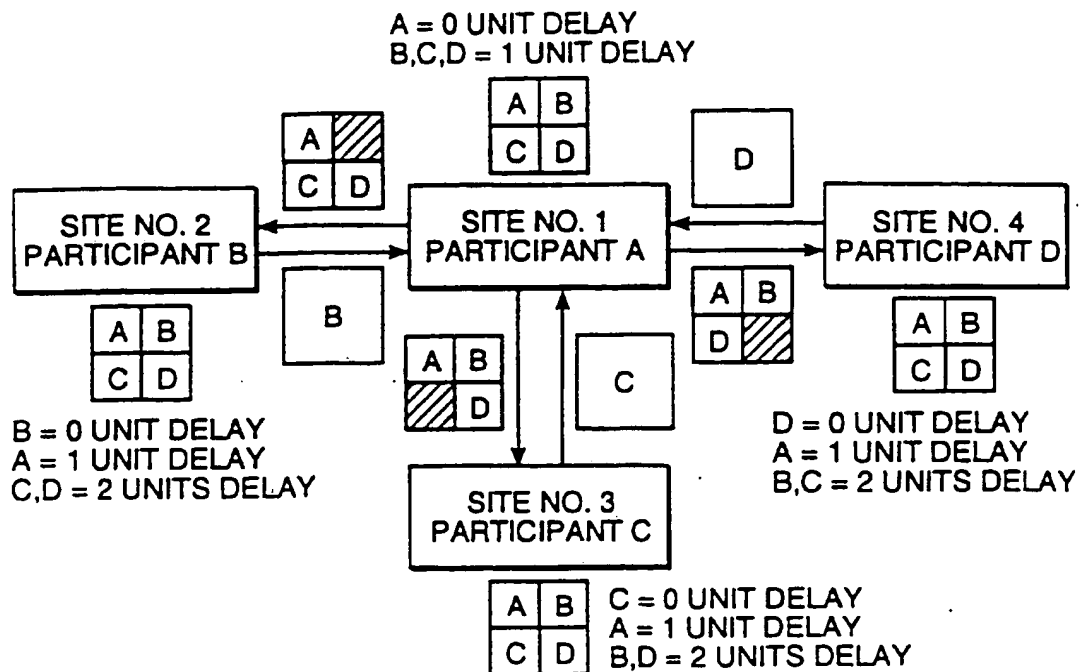 A = 0 UNIT DELAY
B,C,D = 1 UNIT DELAY
A B
C D
A
C D
D
SITE NO. 2
PARTICIPANT B
SITE NO. 1
PARTICIPANT A
SITE NO. 4
PARTICIPANT D
B
A B
D
A B
D
C
A B
C D
A B
C D
B = 0 UNIT DELAY
A = 1 UNIT DELAY
C,D = 2 UNITS DELAY
D = 0 UNIT DELAY
A = 1 UNIT DELAY
B,C = 2 UNITS DELAY
SITE NO. 3
PARTICIPANT C
A B
C D
C = 0 UNIT DELAY
A = 1 UNIT DELAY
B,D = 2 UNITS DELAY